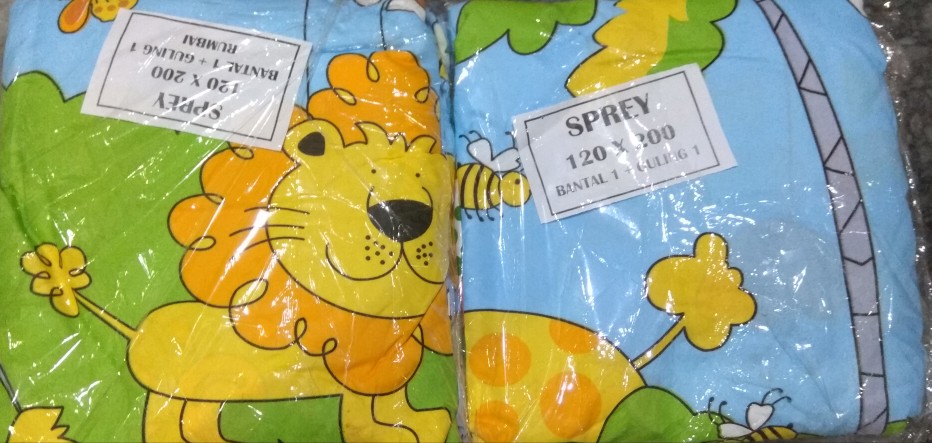 SPREY
120 X 200
BANTAL 1 + GULING 1
RUMBAI
SPREY
120 X 200
BANTAL 1 + GULING 1